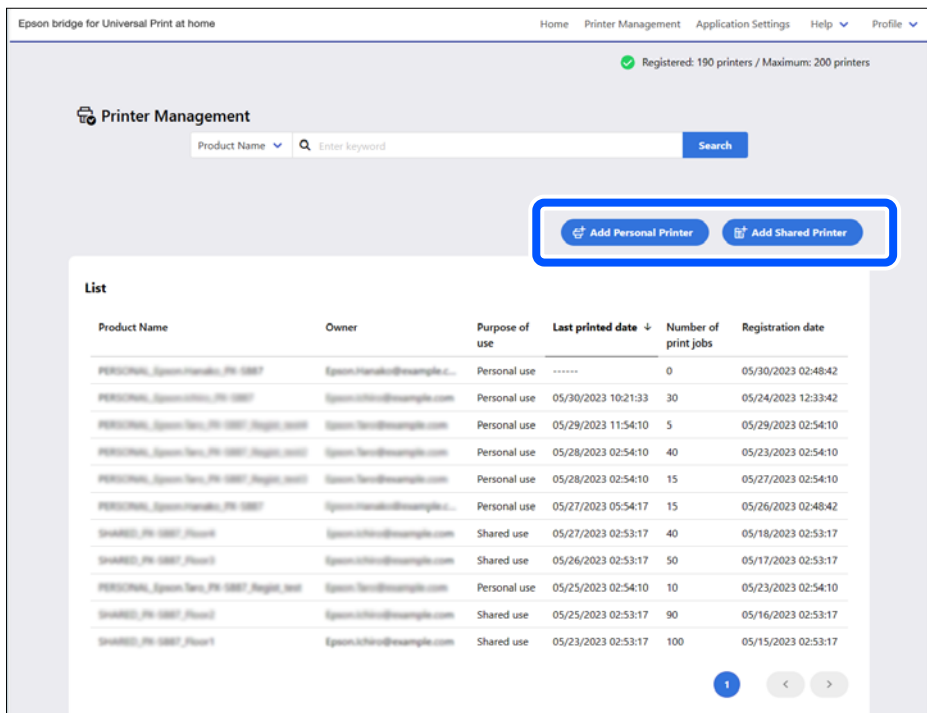 Epson bridge for Universal Print at home Home Printer Management Application Settings Help Profile
Registered: 190 printers / Maximum: 200 printers
Printer Management
Product Name Enter keyword Search
Add Personal Printer Add Shared Printer
List
Product Name Owner Purpose of use Last printed date ↓ Number of print jobs Registration date
Personal use ------ 0 05/30/2023 02:48:42
Personal use 05/30/2023 10:21:33 30 05/24/2023 12:33:42
Personal use 05/29/2023 11:54:10 5 05/29/2023 02:54:10
Personal use 05/28/2023 02:54:10 40 05/23/2023 02:54:10
Personal use 05/28/2023 02:54:10 15 05/27/2023 02:54:10
Personal use 05/27/2023 05:54:17 15 05/26/2023 02:48:42
Shared use 05/27/2023 02:53:17 40 05/18/2023 02:53:17
Shared use 05/26/2023 02:53:17 50 05/17/2023 02:53:17
Personal use 05/25/2023 02:54:10 10 05/23/2023 02:54:10
Shared use 05/25/2023 02:53:17 90 05/16/2023 02:53:17
Shared use 05/23/2023 02:53:17 100 05/15/2023 02:53:17
1 < >